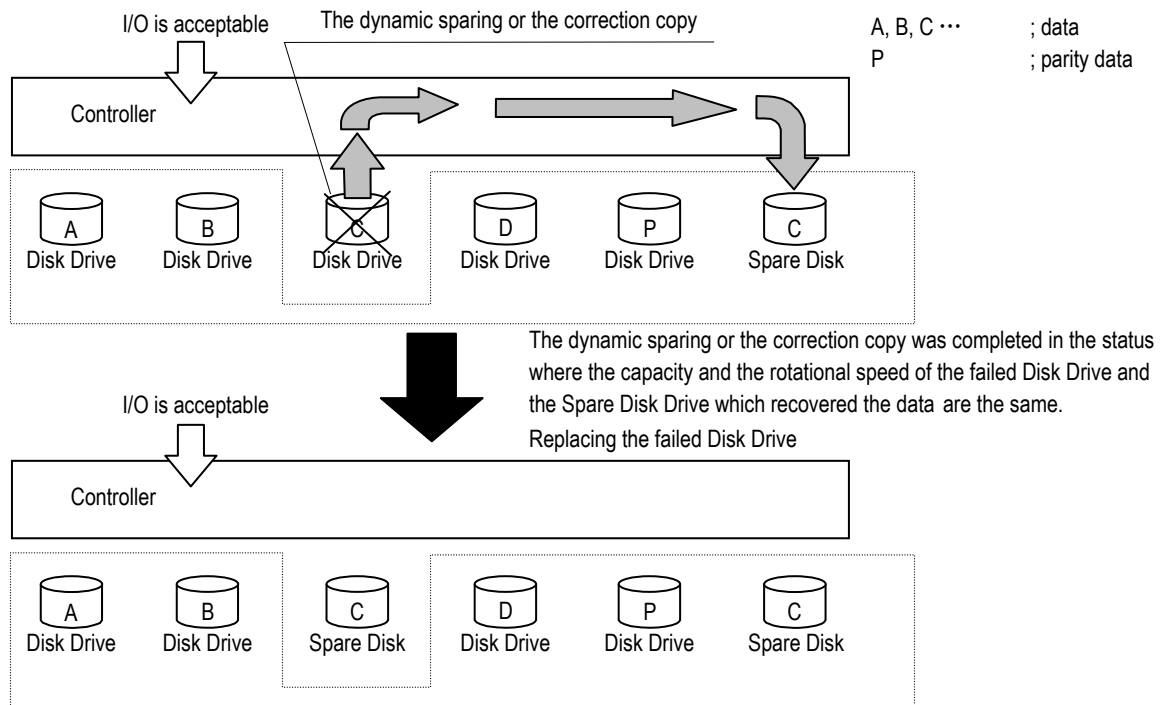 I/O is acceptable
The dynamic sparing or the correction copy
A, B, C ··· ; data
P ; parity data
Controller
A
B
C
D
P
C
Disk Drive
Disk Drive
Disk Drive
Disk Drive
Disk Drive
Spare Disk
The dynamic sparing or the correction copy was completed in the status
where the capacity and the rotational speed of the failed Disk Drive and
the Spare Disk Drive which recovered the data are the same.
Replacing the failed Disk Drive
I/O is acceptable
Controller
A
B
C
D
P
C
Disk Drive
Disk Drive
Spare Disk
Disk Drive
Disk Drive
Spare Disk